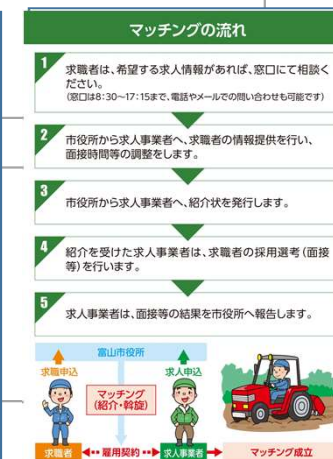 マッチングの流れ
1
求職者は、希望する求人情報があれば、窓口にて相談く
ださい。
(窓口は8:30～17:15まで、電話やメールでの問い合わせも可能です)
2
市役所から求人事業者へ、求職者の情報提供を行い、
面接時間等の調整をします。
3
市役所から求人事業者へ、紹介状を発行します。
4
紹介を受けた求人事業者は、求職者の採用選考(面接
等)を行います。
5
求人事業者は、面接等の結果を市役所へ報告します。
富山市役所
求職申込
求人申込
マッチング
(紹介・斡旋)
求職者
雇用契約
求人事業者
マッチング成立